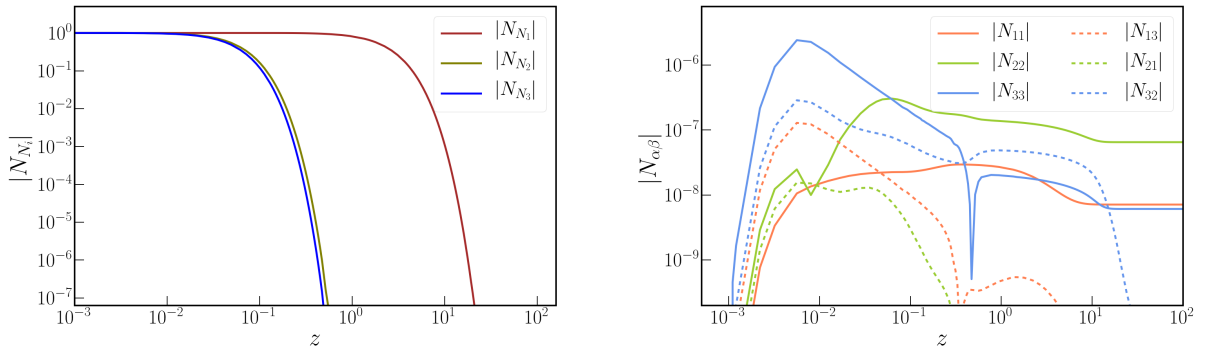 10^0
10^{-1}
10^{-2}
10^{-3}
10^{-4}
10^{-5}
10^{-6}
10^{-7}
|N_{N_i}|
|N_{N_1}|
|N_{N_2}|
|N_{N_3}|
10^{-3} 10^{-2} 10^{-1} 10^0 10^1 10^2
z
10^{-6}
10^{-7}
10^{-8}
10^{-9}
|N_{αβ}|
|N_{11}| |N_{13}|
|N_{22}| |N_{21}|
|N_{33}| |N_{32}|
10^{-3} 10^{-2} 10^{-1} 10^0 10^1 10^2
z